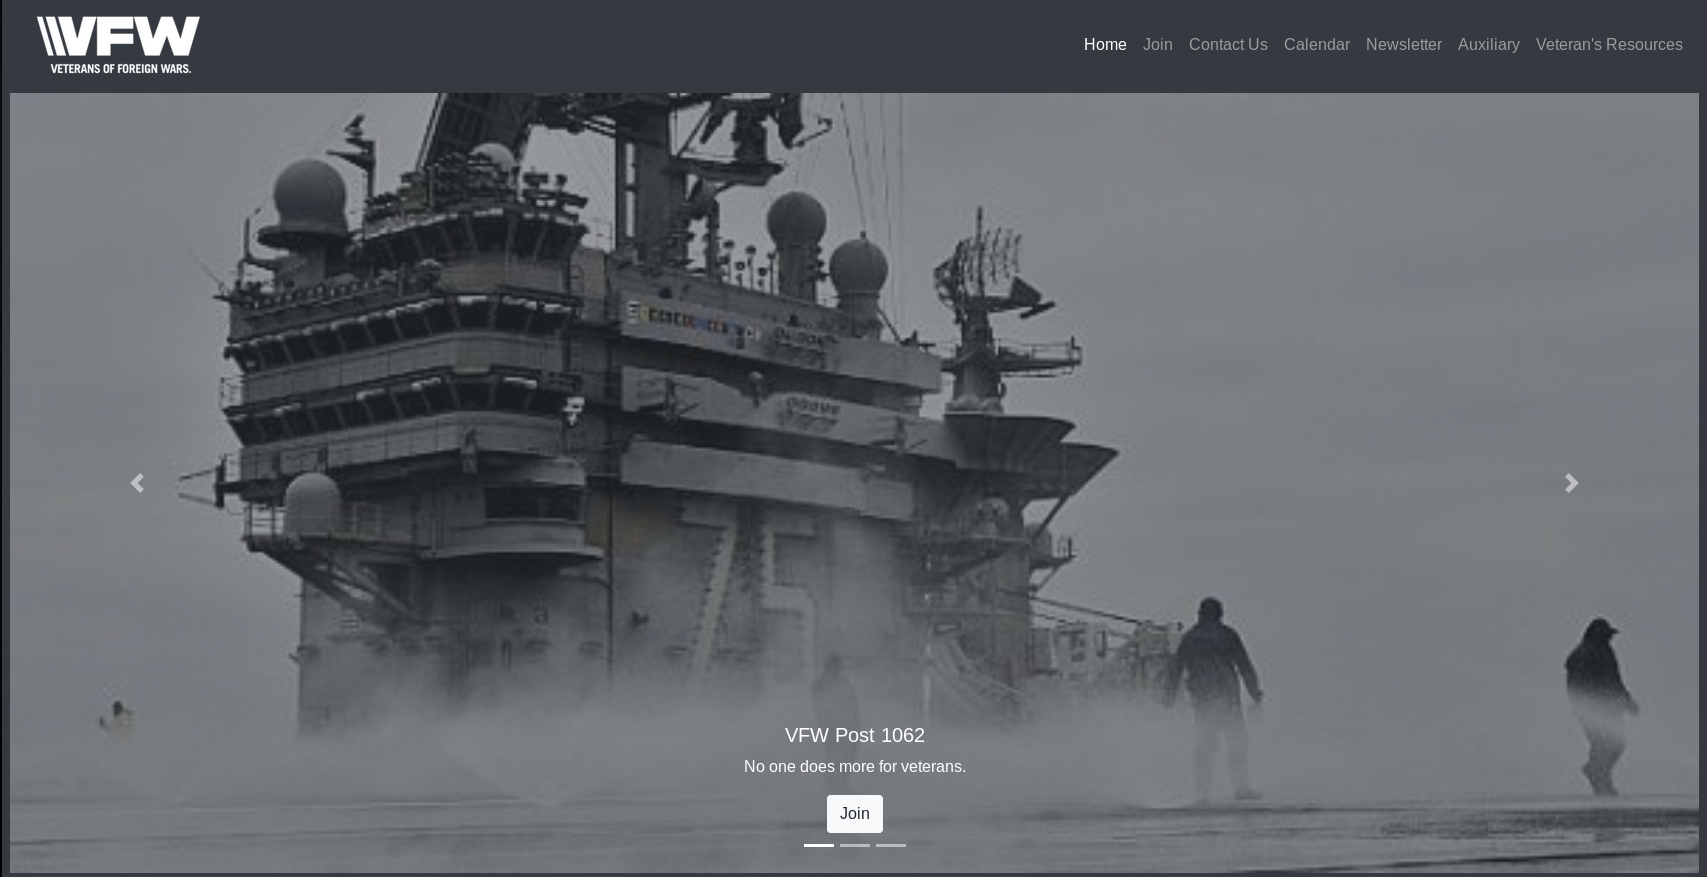 VFW
VETERANS OF FOREIGN WARS.
Home Join Contact Us Calendar Newsletter Auxiliary Veteran's Resources
VFW Post 1062
No one does more for veterans.
Join